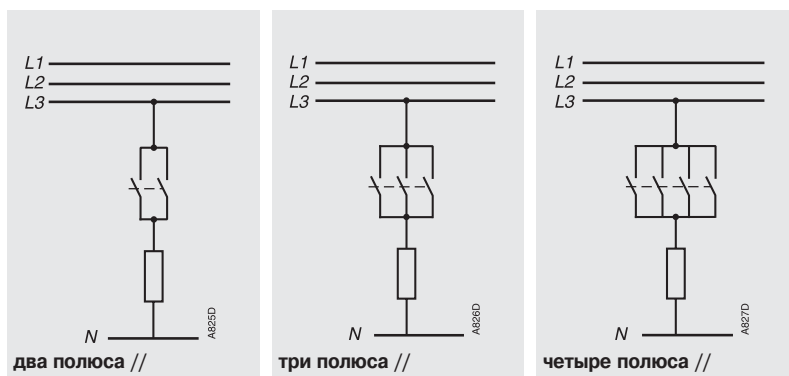 L1
L2
L3
N
A825D
два полюса //
L1
L2
L3
N
A826D
три полюса //
L1
L2
L3
N
A827D
четыре полюса //